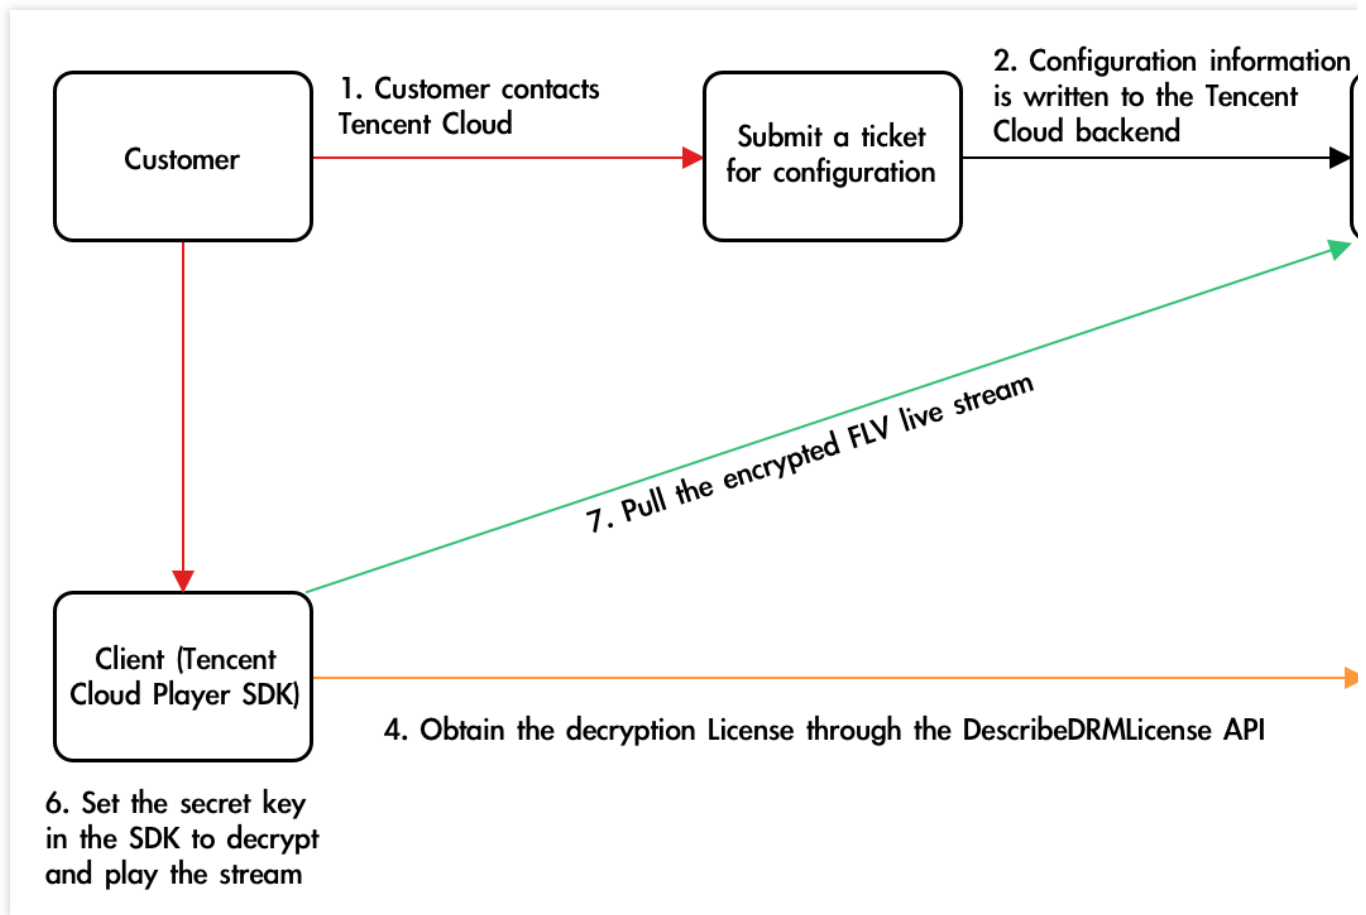 1. Customer contacts
Tencent Cloud
2. Configuration information
is written to the Tencent
Cloud backend
Customer
Submit a ticket
for configuration
7. Pull the encrypted FLV live stream
Client (Tencent
Cloud Player SDK)
4. Obtain the decryption License through the DescribeDRMLicense API
6. Set the secret key
in the SDK to decrypt
and play the stream